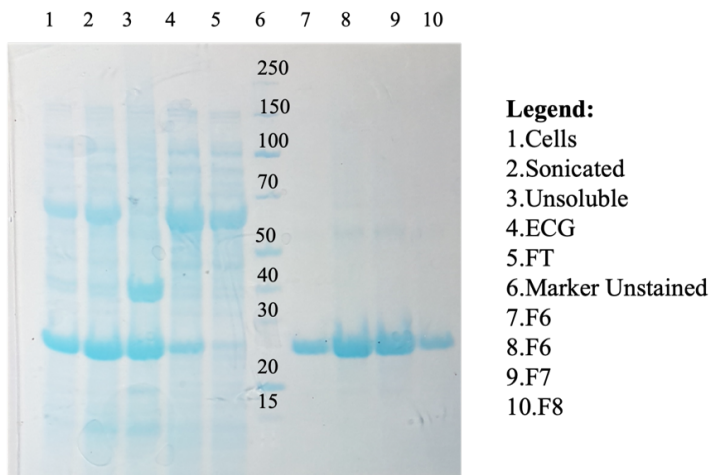 1 2 3 4 5 6 7 8 9 10
250
150
100
70
50
40
30
20
15
Legend:
1.Cells
2.Sonicated
3.Unsoluble
4.ECG
5.FT
6.Marker Unstained
7.F6
8.F6
9.F7
10.F8